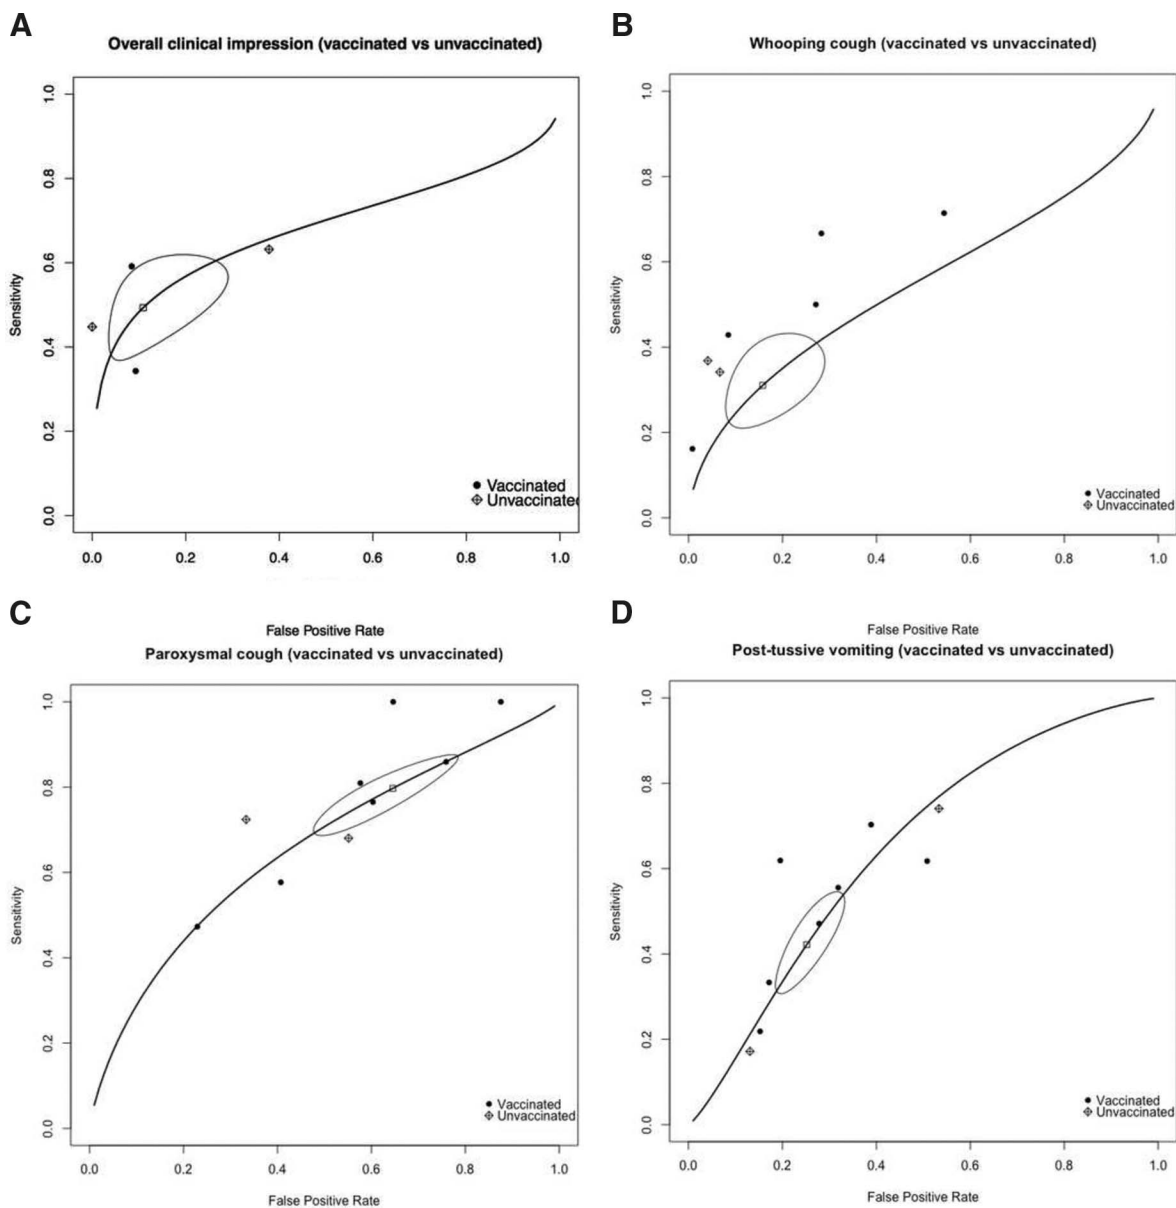 A
Overall clinical impression (vaccinated vs unvaccinated)
Sensitivity
1.0
0.8
0.6
0.4
0.2
0.0
Vaccinated
Unvaccinated
0.0 0.2 0.4 0.6 0.8 1.0
False Positive Rate
B
Whooping cough (vaccinated vs unvaccinated)
Sensitivity
1.0
0.8
0.6
0.4
0.2
0.0
Vaccinated
Unvaccinated
0.0 0.2 0.4 0.6 0.8 1.0
False Positive Rate
C
Paroxysmal cough (vaccinated vs unvaccinated)
Sensitivity
1.0
0.8
0.6
0.4
0.2
0.0
Vaccinated
Unvaccinated
0.0 0.2 0.4 0.6 0.8 1.0
False Positive Rate
D
Post-tussive vomiting (vaccinated vs unvaccinated)
Sensitivity
1.0
0.8
0.6
0.4
0.2
0.0
Vaccinated
Unvaccinated
0.0 0.2 0.4 0.6 0.8 1.0
False Positive Rate